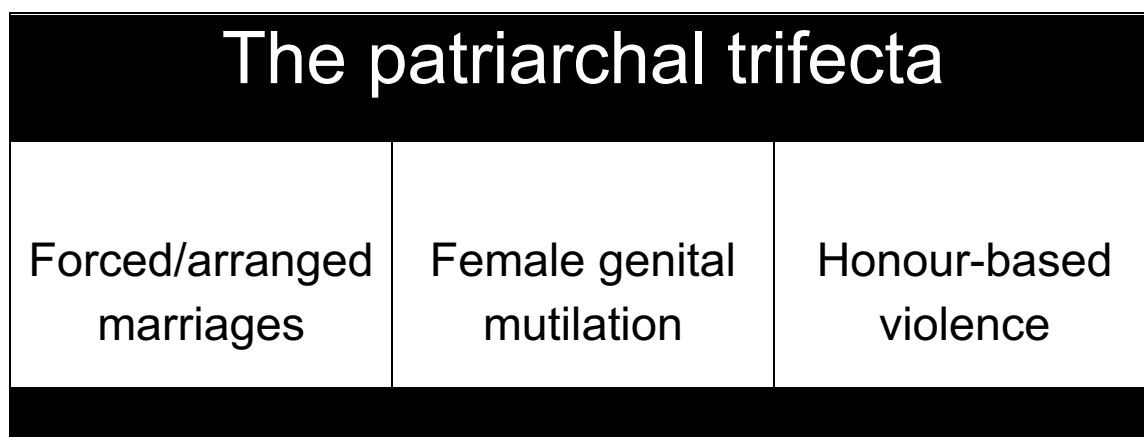 The patriarchal trifecta
Forced/arranged
marriages
Female genital
mutilation
Honour-based
violence